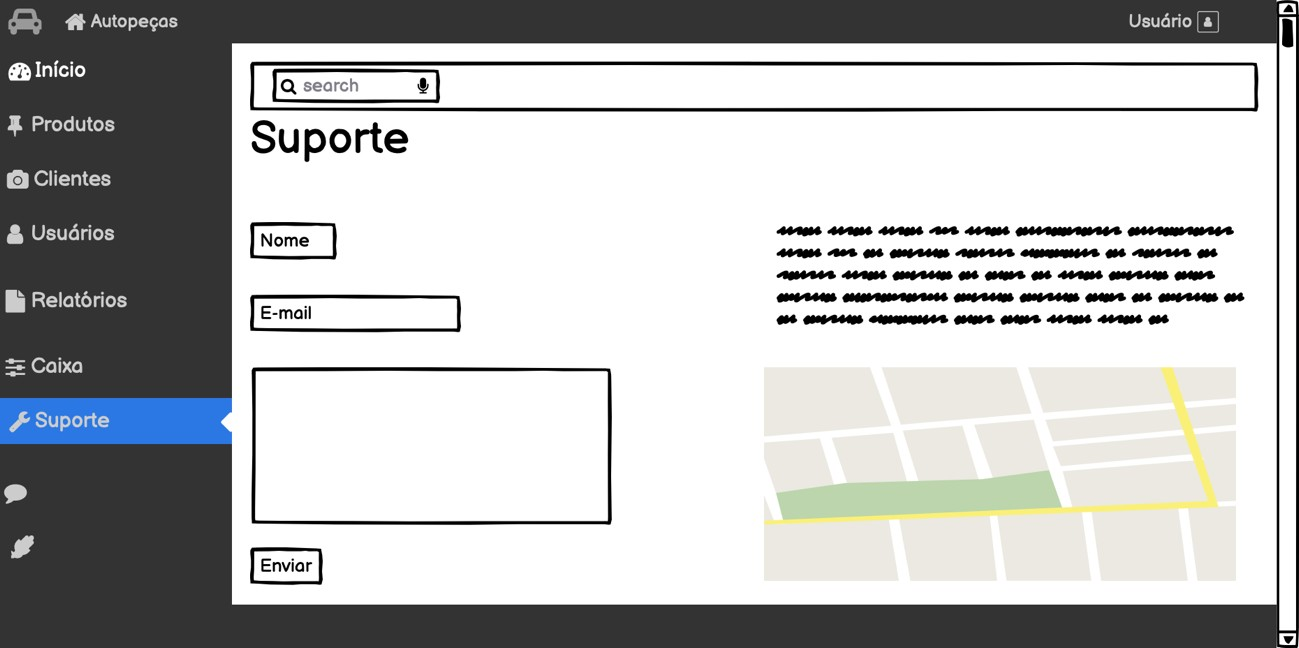 Autopeças
Usuário
Início
Produtos
Clientes
Usuários
Relatórios
Caixa
Suporte
search
Suporte
Nome
E-mail
Enviar